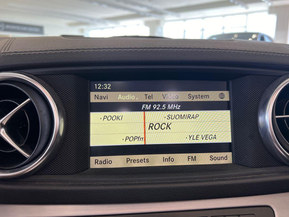 12:32
Navi Audio Tel Video System
FM 92.5 MHz
-POOKI -SUOMIRAP
ROCK
-POPfm -YLE VEGA
Radio Presets Info FM Sound